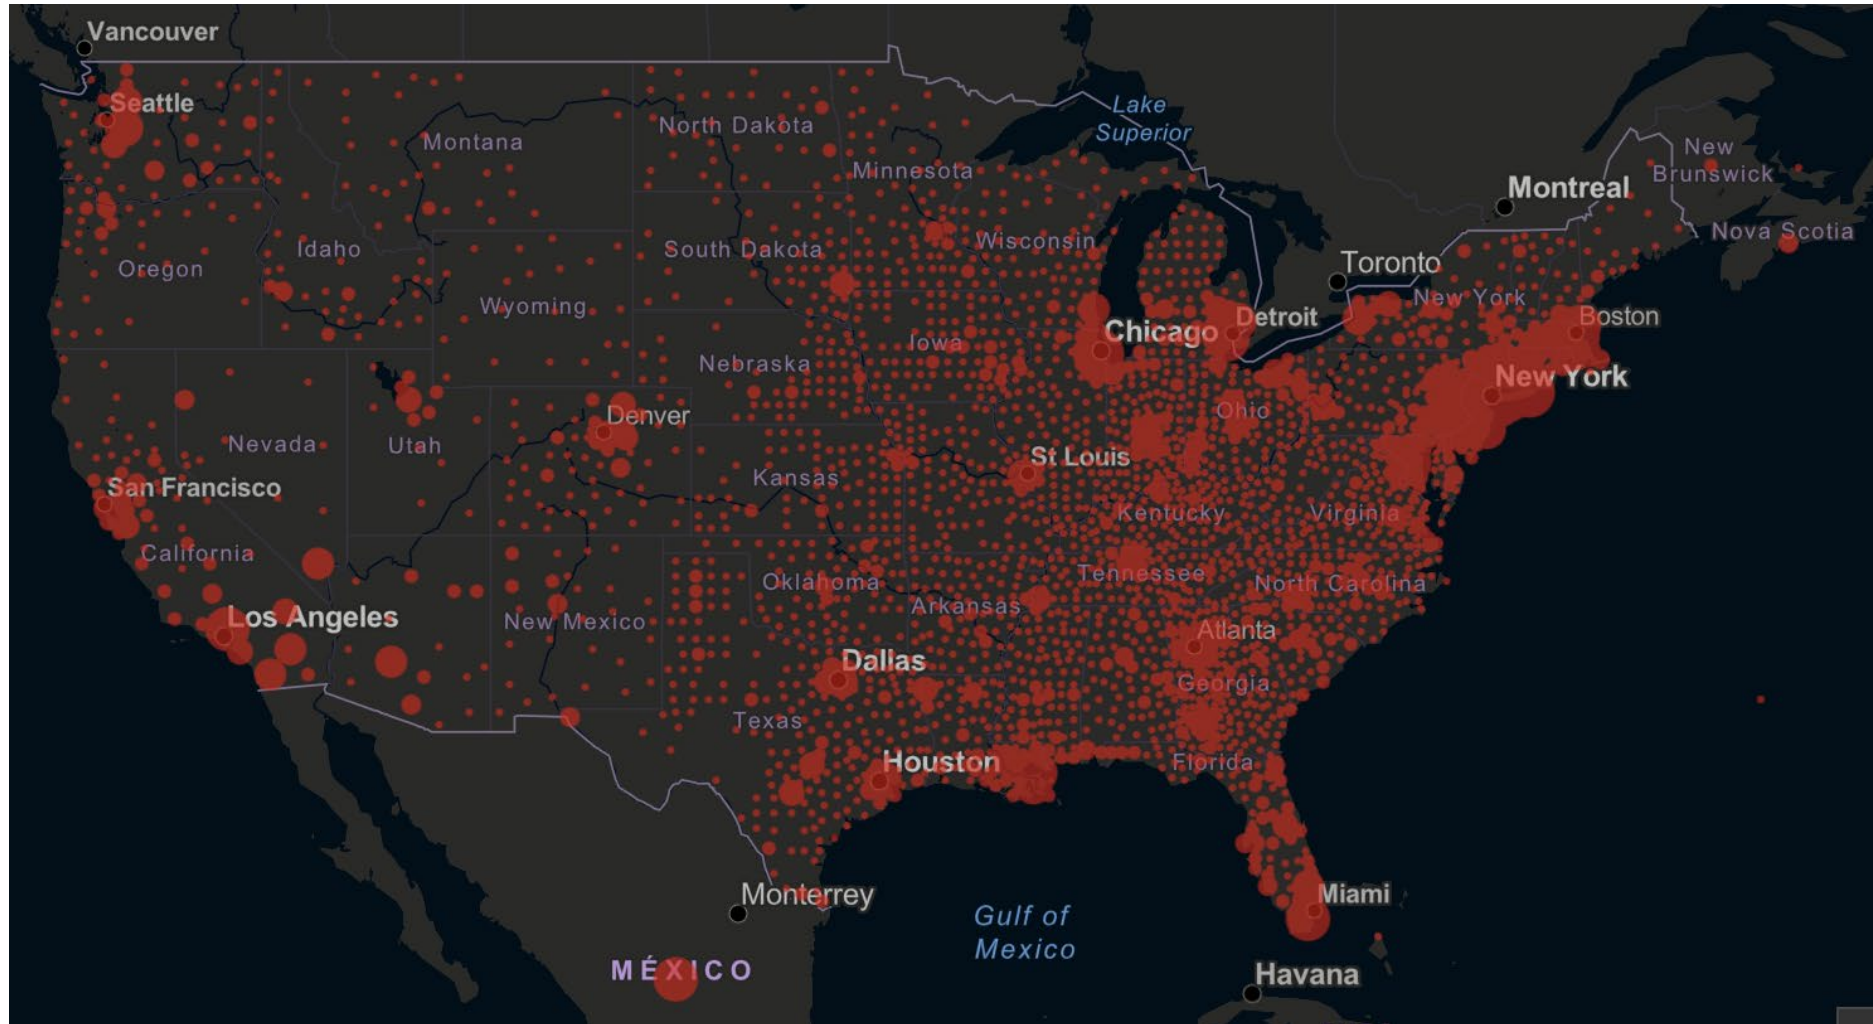 Vancouver
Seattle
Montana
North Dakota
Minnesota
Lake
Superior
Montreal
New
Brunswick
Nova Scotia
Oregon
Idaho
Wyoming
South Dakota
Wisconsin
Toronto
New York
Boston
Detroit
Chicago
Iowa
Nebraska
New York
Ohio
Denver
Nevada
Utah
Kansas
St Louis
San Francisco
California
Kentucky
Virginia
Oklahoma
Arkansas
Tennessee
North Carolina
Los Angeles
New Mexico
Dallas
Atlanta
Georgia
Texas
Houston
Florida
Monterrey
Miami
Gulf of
Mexico
MÉXICO
Havana